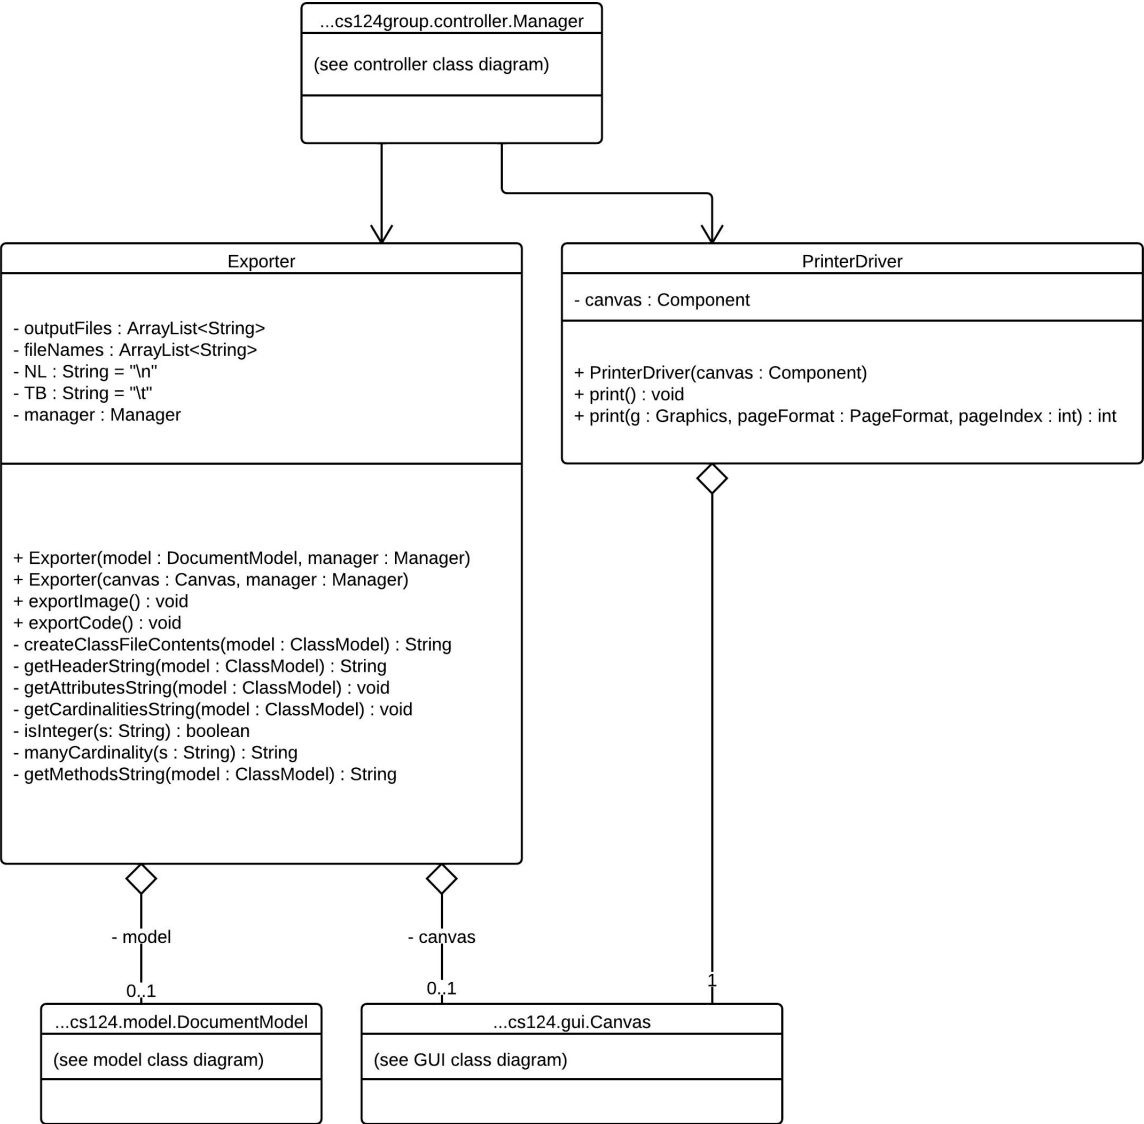 ...cs124group.controller.Manager
(see controller class diagram)
Exporter
- outputFiles : ArrayList<String>
- fileNames : ArrayList<String>
- NL : String = "\n"
- TB : String = "\t"
- manager : Manager
+ Exporter(model : DocumentModel, manager : Manager)
+ Exporter(canvas : Canvas, manager : Manager)
+ exportImage() : void
+ exportCode() : void
- createClassFileContents(model : ClassModel) : String
- getHeaderString(model : ClassModel) : String
- getAttributesString(model : ClassModel) : void
- getCardinalitiesString(model : ClassModel) : void
- isInteger(s: String) : boolean
- manyCardinality(s : String) : String
- getMethodsString(model : ClassModel) : String
PrinterDriver
- canvas : Component
+ PrinterDriver(canvas : Component)
+ print() : void
+ print(g : Graphics, pageFormat : PageFormat, pageIndex : int) : int
- model
- canvas
0..1
0..1
1
...cs124.model.DocumentModel
(see model class diagram)
...cs124.gui.Canvas
(see GUI class diagram)